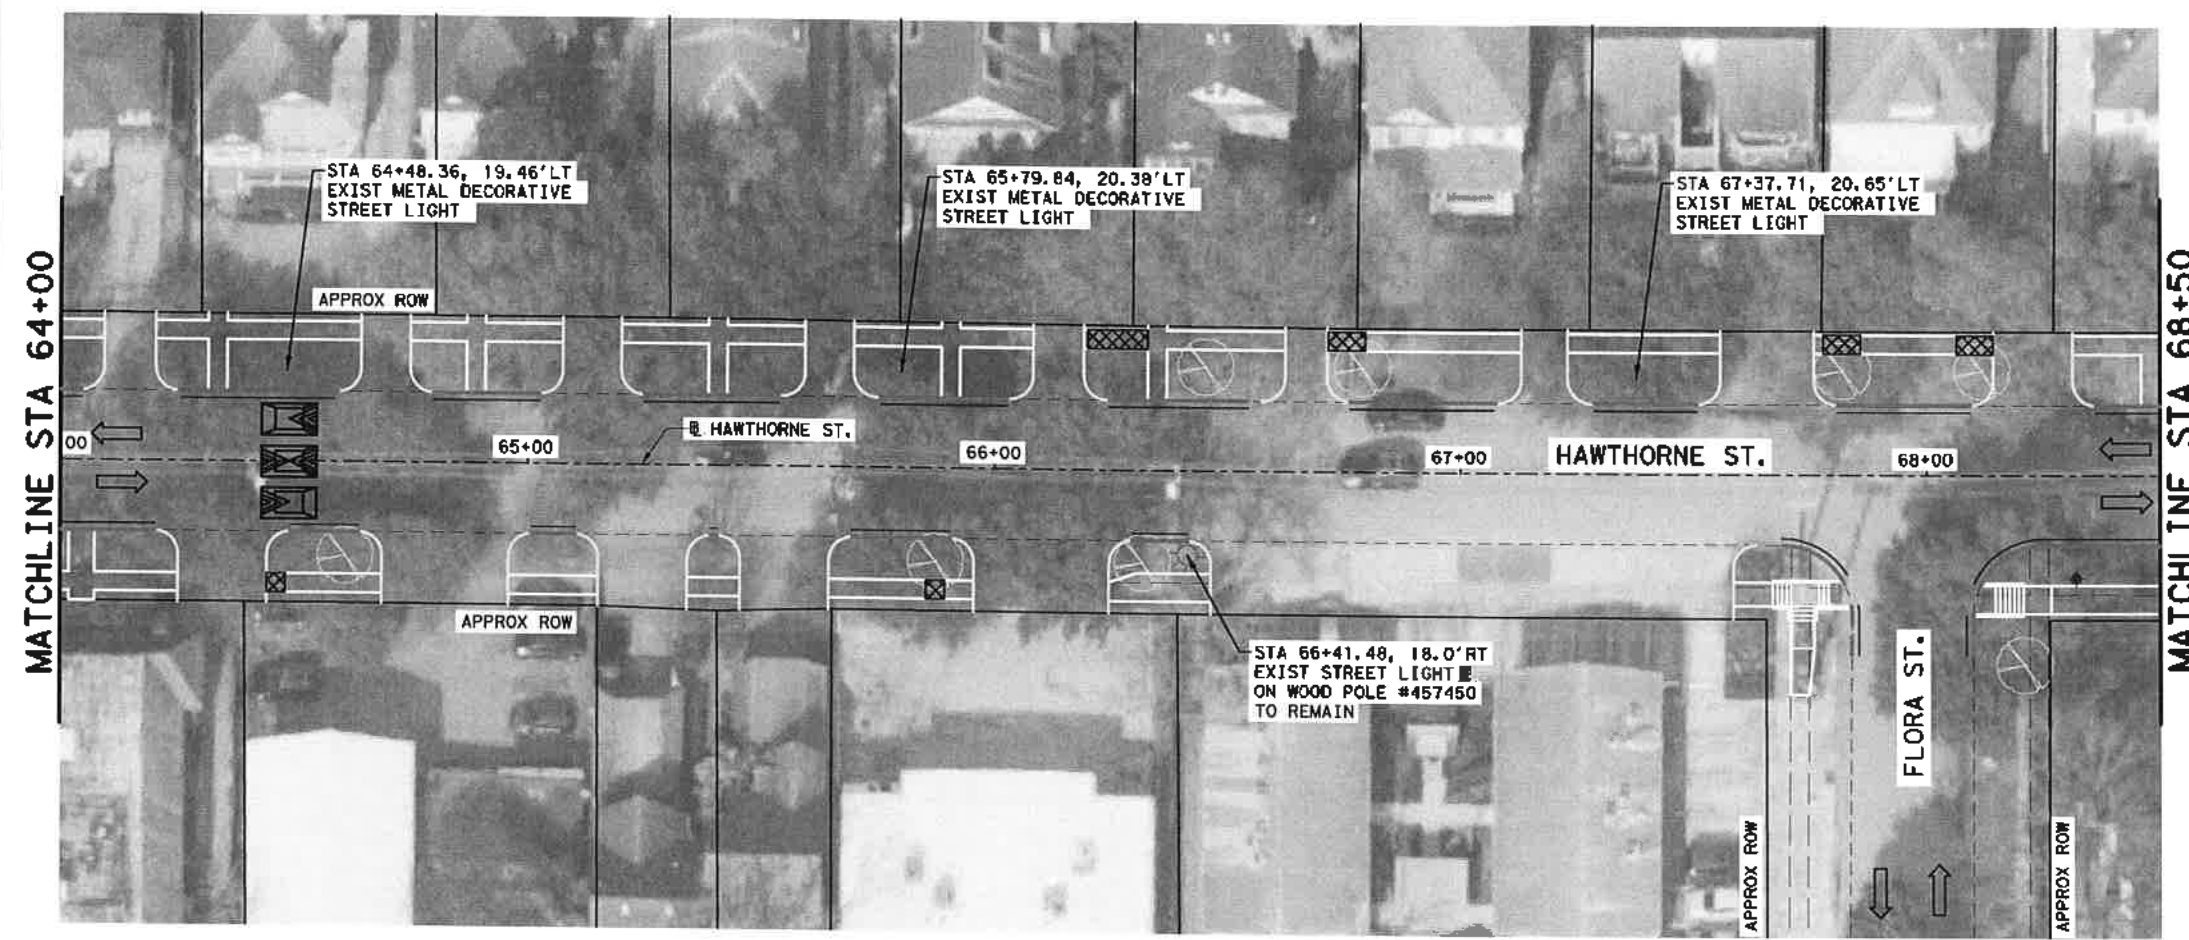 STA 64+48.36, 19.46'LT
EXIST METAL DECORATIVE
STREET LIGHT
STA 65+79.84, 20.38'LT
EXIST METAL DECORATIVE
STREET LIGHT
STA 67+37.71, 20.65'LT
EXIST METAL DECORATIVE
STREET LIGHT
MATCHLINE STA 64+00
APPROX ROW
MATCHLINE STA 68+50
00
65+00
HAWTHORNE ST.
66+00
67+00
HAWTHORNE ST.
68+00
APPROX ROW
STA 66+41.48, 18.0'RT
EXIST STREET LIGHT
ON WOOD POLE #457450
TO REMAIN
FLORA ST.
APPROX ROW
APPROX ROW